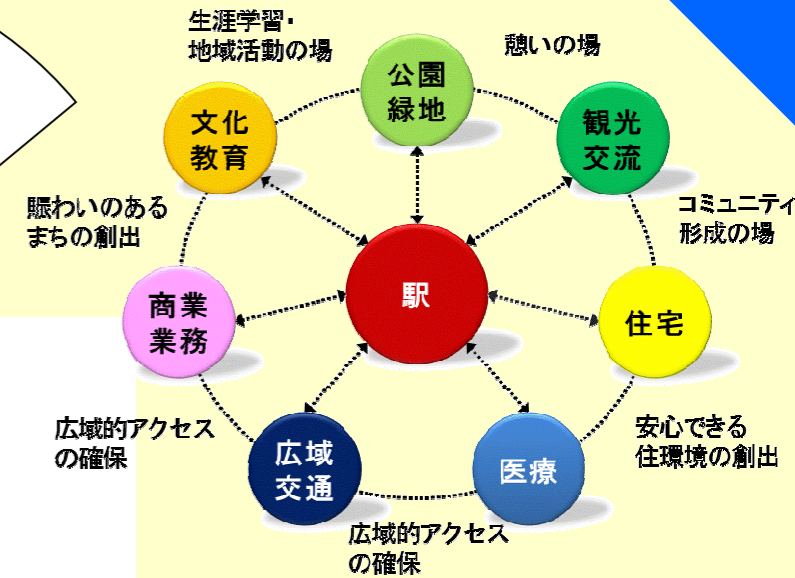 生涯学習・
地域活動の場
憩いの場
公園
緑地
文化
教育
観光
交流
賑わいのある
まちの創出
コミュニティ
形成の場
駅
商業
業務
住宅
広域的アクセス
の確保
安心できる
住環境の創出
広域
交通
医療
広域的アクセス
の確保